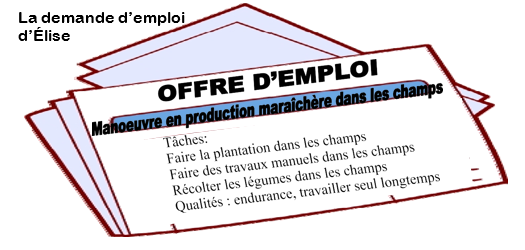 La demande d'emploi
d'Élise
OFFRE D'EMPLOI
Manoeuvre en production maraîchère dans les champs
Tâches:
Faire la plantation dans les champs
Faire des travaux manuels dans les champs
Récolter les légumes dans les champs
Qualités : endurance, travailler seul longtemps